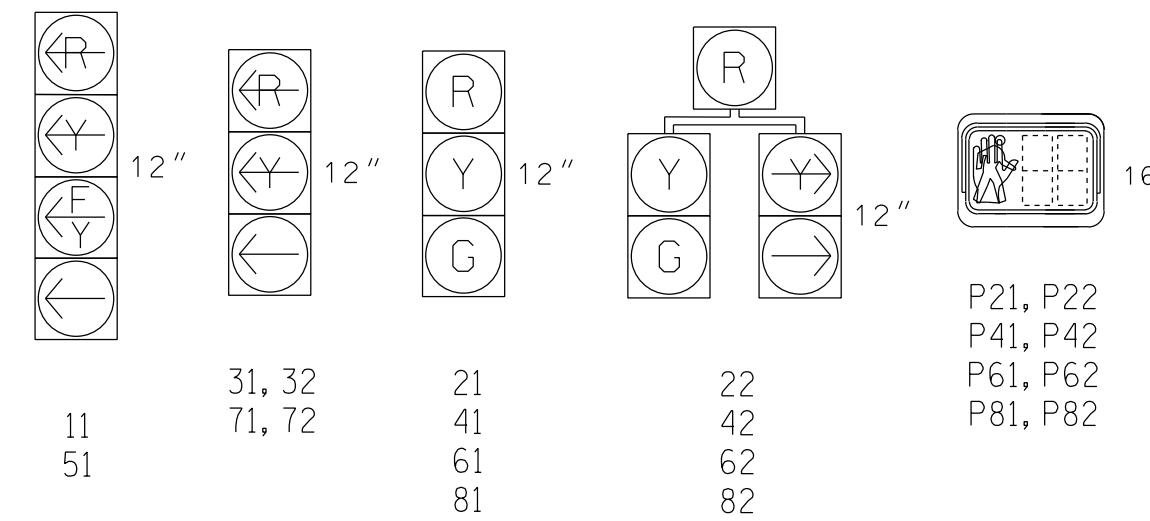 R
Y
F
Y
12"
11
51
R
Y
12"
31, 32
71, 72
R
Y
G
12"
21
41
61
81
R
Y
G
Y
12"
22
42
62
82
16
P21, P22
P41, P42
P61, P62
P81, P82